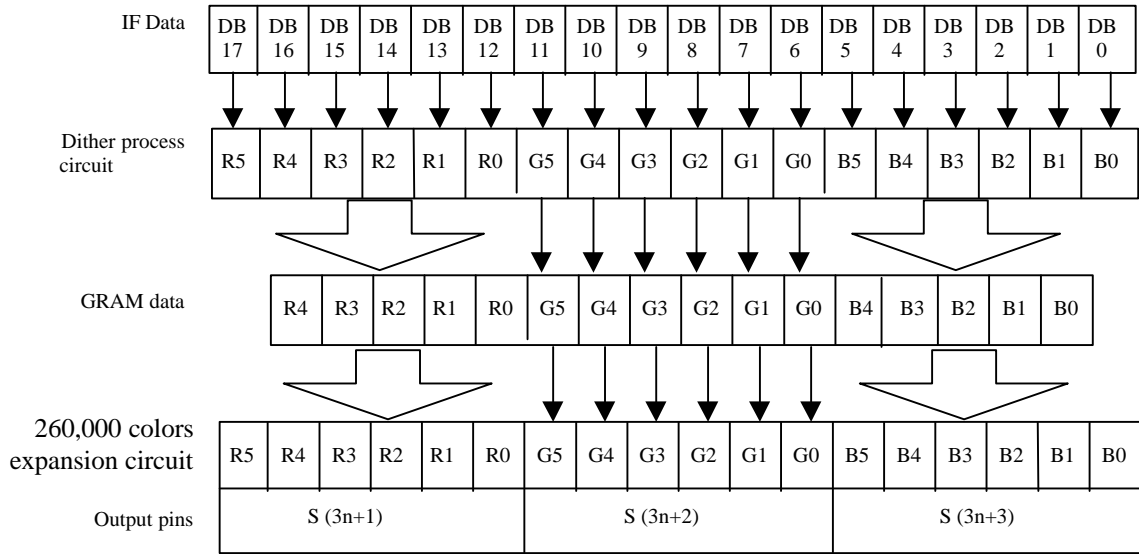 IF Data
DB DB DB DB DB DB DB DB DB DB DB DB DB DB DB DB DB DB
17 16 15 14 13 12 11 10 9 8 7 6 5 4 3 2 1 0
Dither process
circuit
R5 R4 R3 R2 R1 R0 G5 G4 G3 G2 G1 G0 B5 B4 B3 B2 B1 B0
GRAM data
R4 R3 R2 R1 R0 G5 G4 G3 G2 G1 G0 B4 B3 B2 B1 B0
260,000 colors
expansion circuit
R5 R4 R3 R2 R1 R0 G5 G4 G3 G2 G1 G0 B5 B4 B3 B2 B1 B0
Output pins
S (3n+1) S (3n+2) S (3n+3)